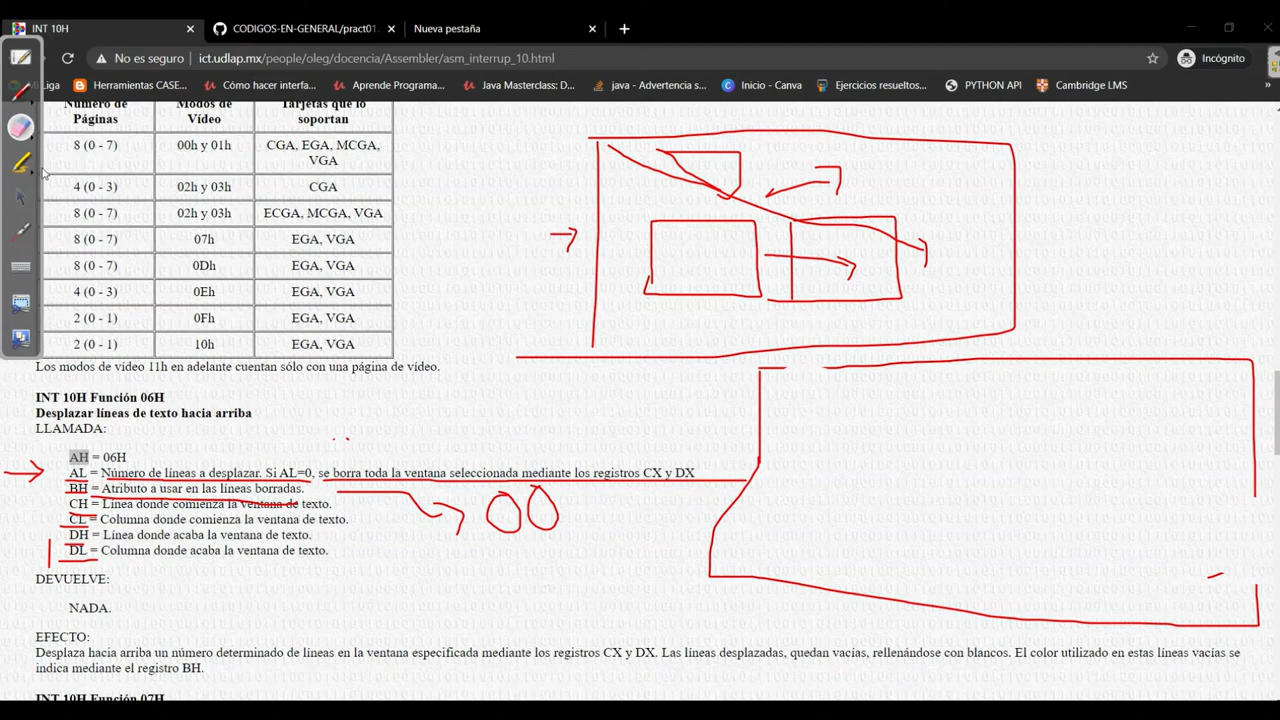 INT 10H
CODIGOS-EN-GENERAL/pract01.
Nueva pestaña
No es seguro
ict.udlap.mx/people/oleg/docencia/Assembler/asm_interrup_10.html
Incógnito
Liga
Herramientas CASE...
Cómo hacer interfa...
Aprende Programa...
Java Masterclass: D...
java - Advertencia s...
Inicio - Canva
Ejercicios resueltos...
PYTHON API
Cambridge LMS
»
Número de Páginas
Modos de Vídeo
Tarjetas que lo soportan
8 (0 - 7) 00h y 01h CGA, EGA, MCGA, VGA
4 (0 - 3) 02h y 03h CGA
8 (0 - 7) 02h y 03h ECGA, MCGA, VGA
8 (0 - 7) 07h EGA, VGA
8 (0 - 7) 0Dh EGA, VGA
4 (0 - 3) 0Eh EGA, VGA
2 (0 - 1) 0Fh EGA, VGA
2 (0 - 1) 10h EGA, VGA
Los modos de vídeo 11h en adelante cuentan sólo con una página de vídeo.
INT 10H Función 06H
Desplazar líneas de texto hacia arriba
LLAMADA:
AH = 06H
AL = Número de líneas a desplazar. Si AL=0, se borra toda la ventana seleccionada mediante los registros CX y DX
BH = Atributo a usar en las líneas borradas.
CH = Línea donde comienza la ventana de texto.
CL = Columna donde comienza la ventana de texto.
DH = Línea donde acaba la ventana de texto.
DL = Columna donde acaba la ventana de texto.
DEVUELVE:
NADA.
EFECTO:
Desplaza hacia arriba un número determinado de líneas en la ventana especificada mediante los registros CX y DX. Las líneas desplazadas, quedan vacías, rellenándose con blancos. El color utilizado en estas líneas vacías se
indica mediante el registro BH.
INT 10H Función 07H